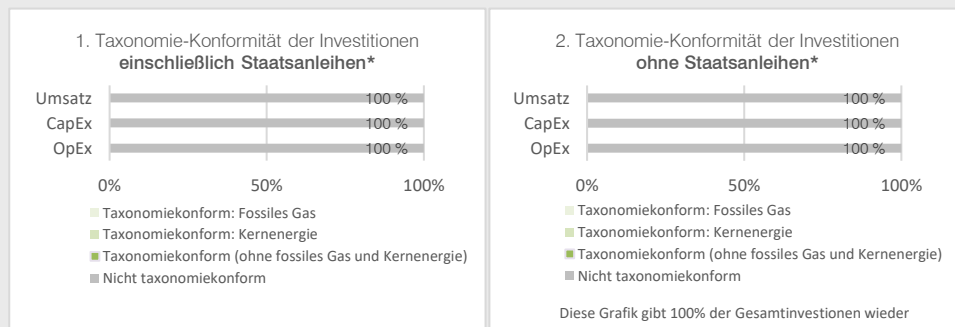 1. Taxonomie-Konformität der Investitionen
einschließlich Staatsanleihen*
Umsatz 100 %
CapEx 100 %
OpEx 100 %
0% 50% 100%
Taxonomiekonform: Fossiles Gas
Taxonomiekonform: Kernenergie
Taxonomiekonform (ohne fossiles Gas und Kernenergie)
Nicht taxonomiekonform
2. Taxonomie-Konformität der Investitionen
ohne Staatsanleihen*
Umsatz 100 %
CapEx 100 %
OpEx 100 %
0% 50% 100%
Taxonomiekonform: Fossiles Gas
Taxonomiekonform: Kernenergie
Taxonomiekonform (ohne fossiles Gas und Kernenergie)
Nicht taxonomiekonform
Diese Grafik gibt 100% der Gesamtinvestionen wieder